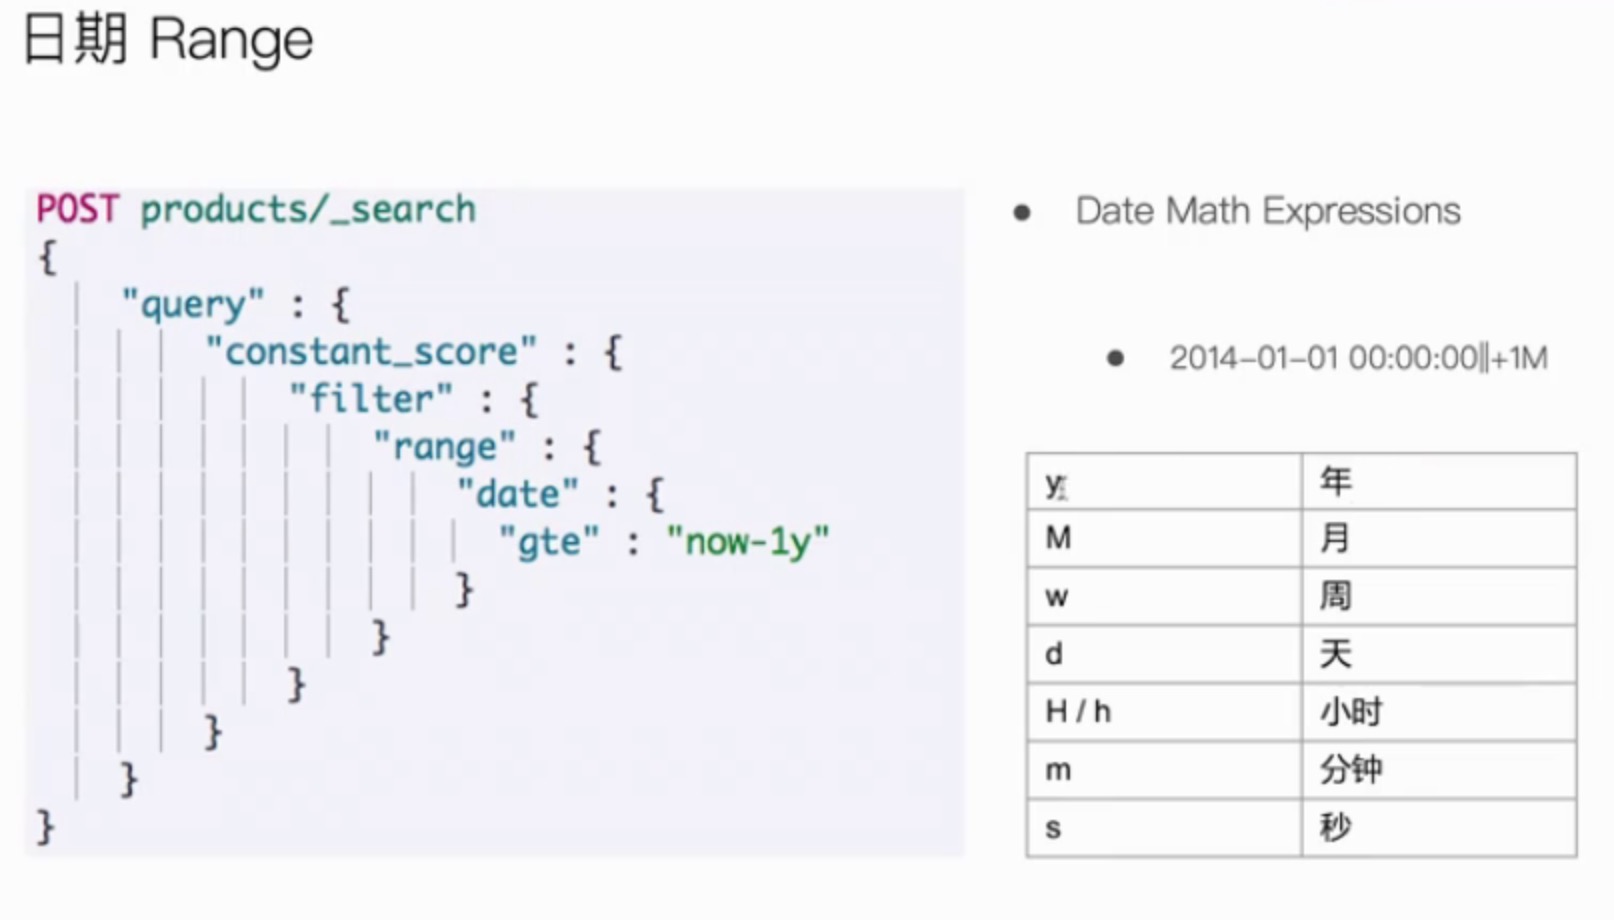 日期 Range
POST products/_search
{
"query" : {
"constant_score" : {
"filter" : {
"range" : {
"date" : {
"gte" : "now-1y"
}
}
}
}
}
}
● Date Math Expressions
● 2014-01-01 00:00:00||+1M
y 年
M 月
w 周
d 天
H / h 小时
m 分钟
s 秒